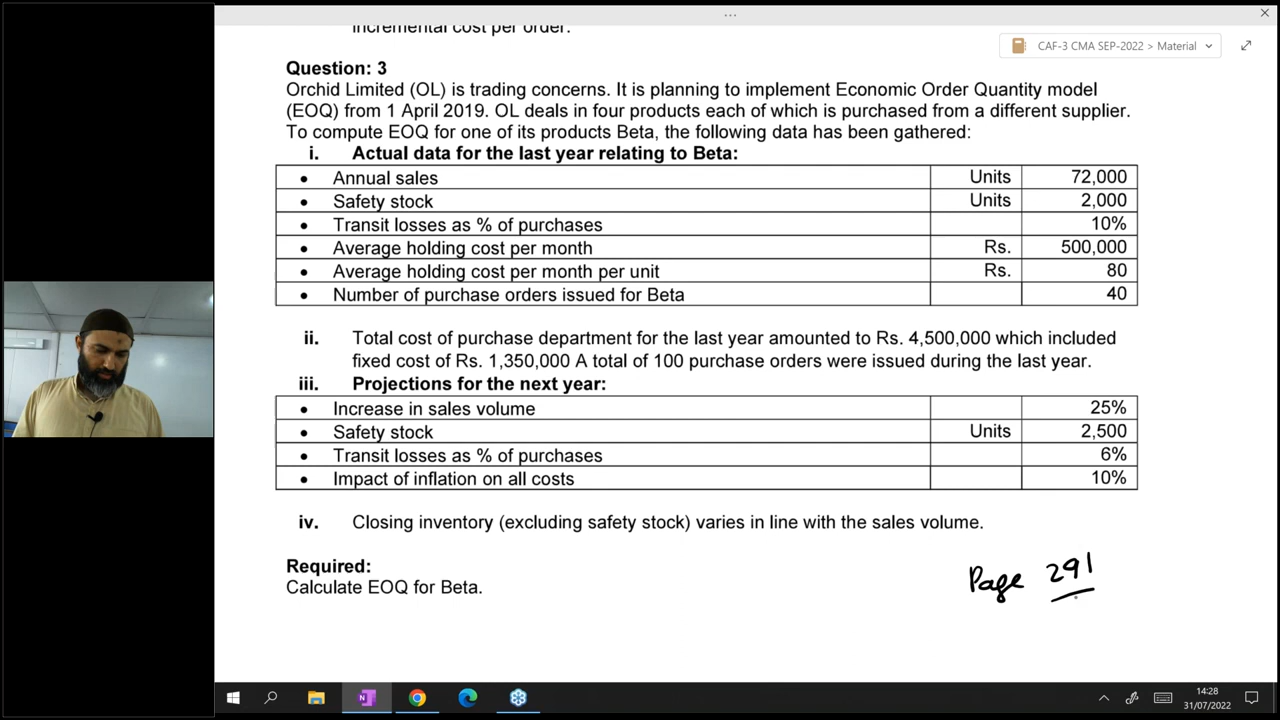 incremental cost per order.
CAF-3 CMA SEP-2022 > Material
Question: 3
Orchid Limited (OL) is trading concerns. It is planning to implement Economic Order Quantity model
(EOQ) from 1 April 2019. OL deals in four products each of which is purchased from a different supplier.
To compute EOQ for one of its products Beta, the following data has been gathered:
i. Actual data for the last year relating to Beta:
• Annual sales Units 72,000
• Safety stock Units 2,000
• Transit losses as % of purchases 10%
• Average holding cost per month Rs. 500,000
• Average holding cost per month per unit Rs. 80
• Number of purchase orders issued for Beta 40
ii. Total cost of purchase department for the last year amounted to Rs. 4,500,000 which included
fixed cost of Rs. 1,350,000 A total of 100 purchase orders were issued during the last year.
iii. Projections for the next year:
• Increase in sales volume 25%
• Safety stock Units 2,500
• Transit losses as % of purchases 6%
• Impact of inflation on all costs 10%
iv. Closing inventory (excluding safety stock) varies in line with the sales volume.
Required:
Calculate EOQ for Beta.
Page 291
14:28
31/07/2022